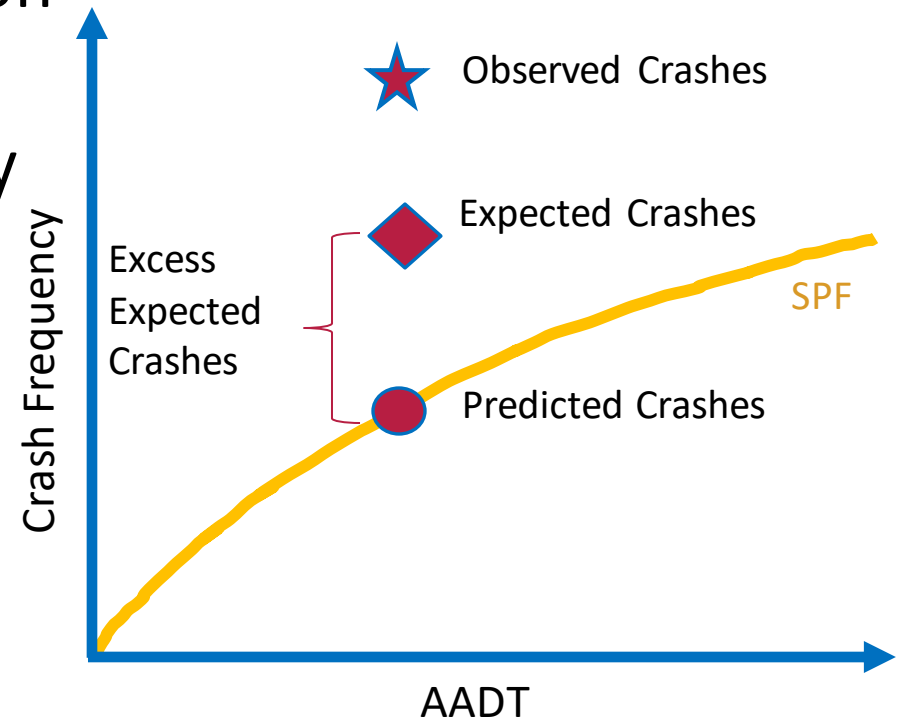 Observed Crashes
Expected Crashes
Excess
Expected
Crashes
SPF
Predicted Crashes
Crash Frequency
AADT